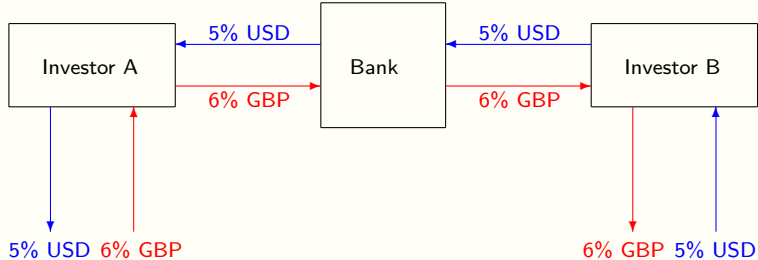 5% USD
5% USD
Investor A
Bank
Investor B
6% GBP
6% GBP
5% USD 6% GBP
6% GBP 5% USD